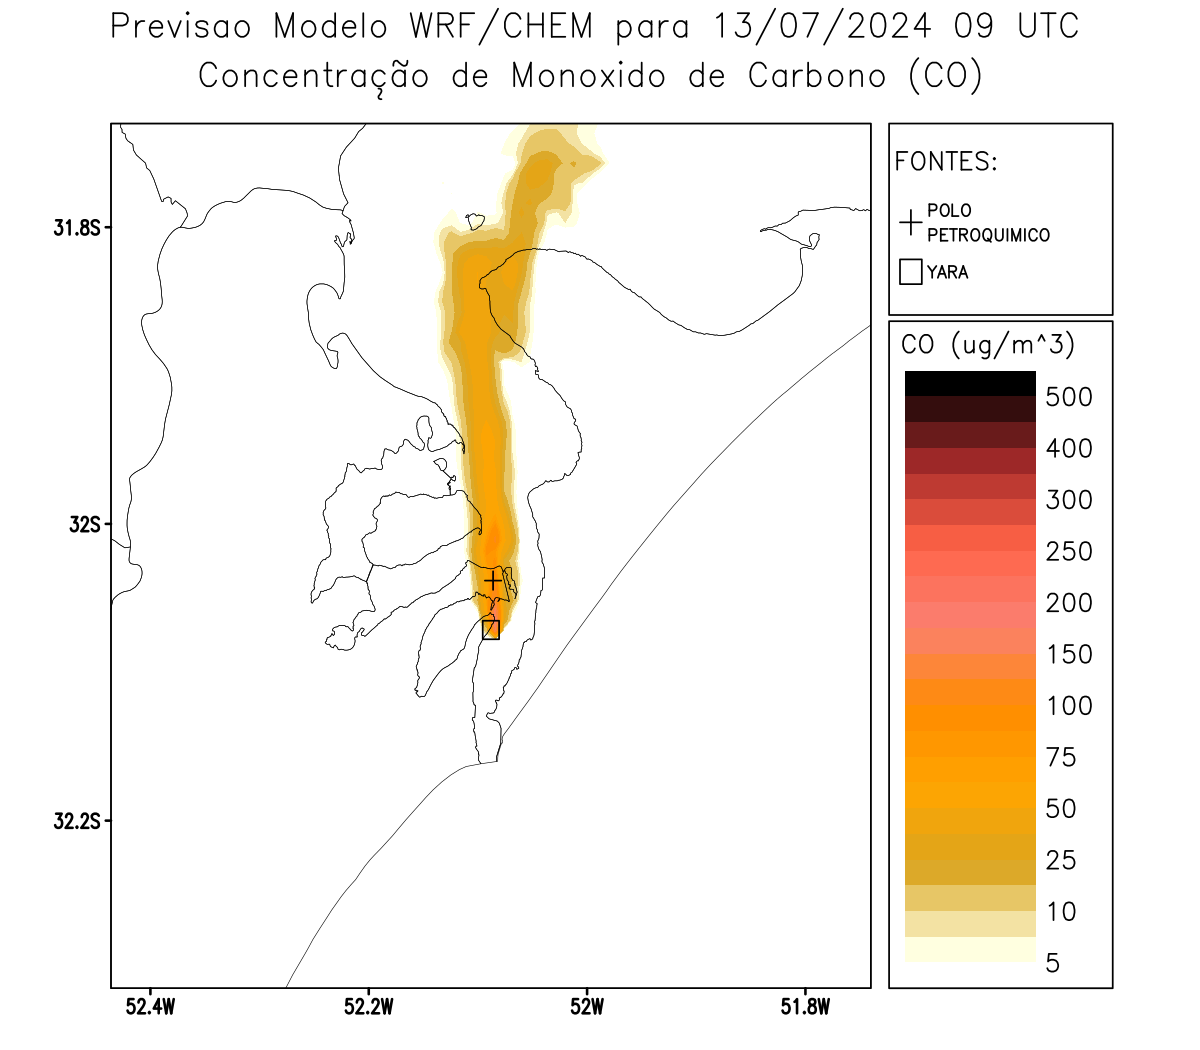 Previsao Modelo WRF/CHEM para 13/07/2024 09 UTC
Concentração de Monoxido de Carbono (CO)
FONTES:
POLO
PETROQUIMICO
YARA
CO (ug/m^3)
500
400
300
250
200
150
100
75
50
25
10
5
31.8S
32S
32.2S
52.4W
52.2W
52W
51.8W